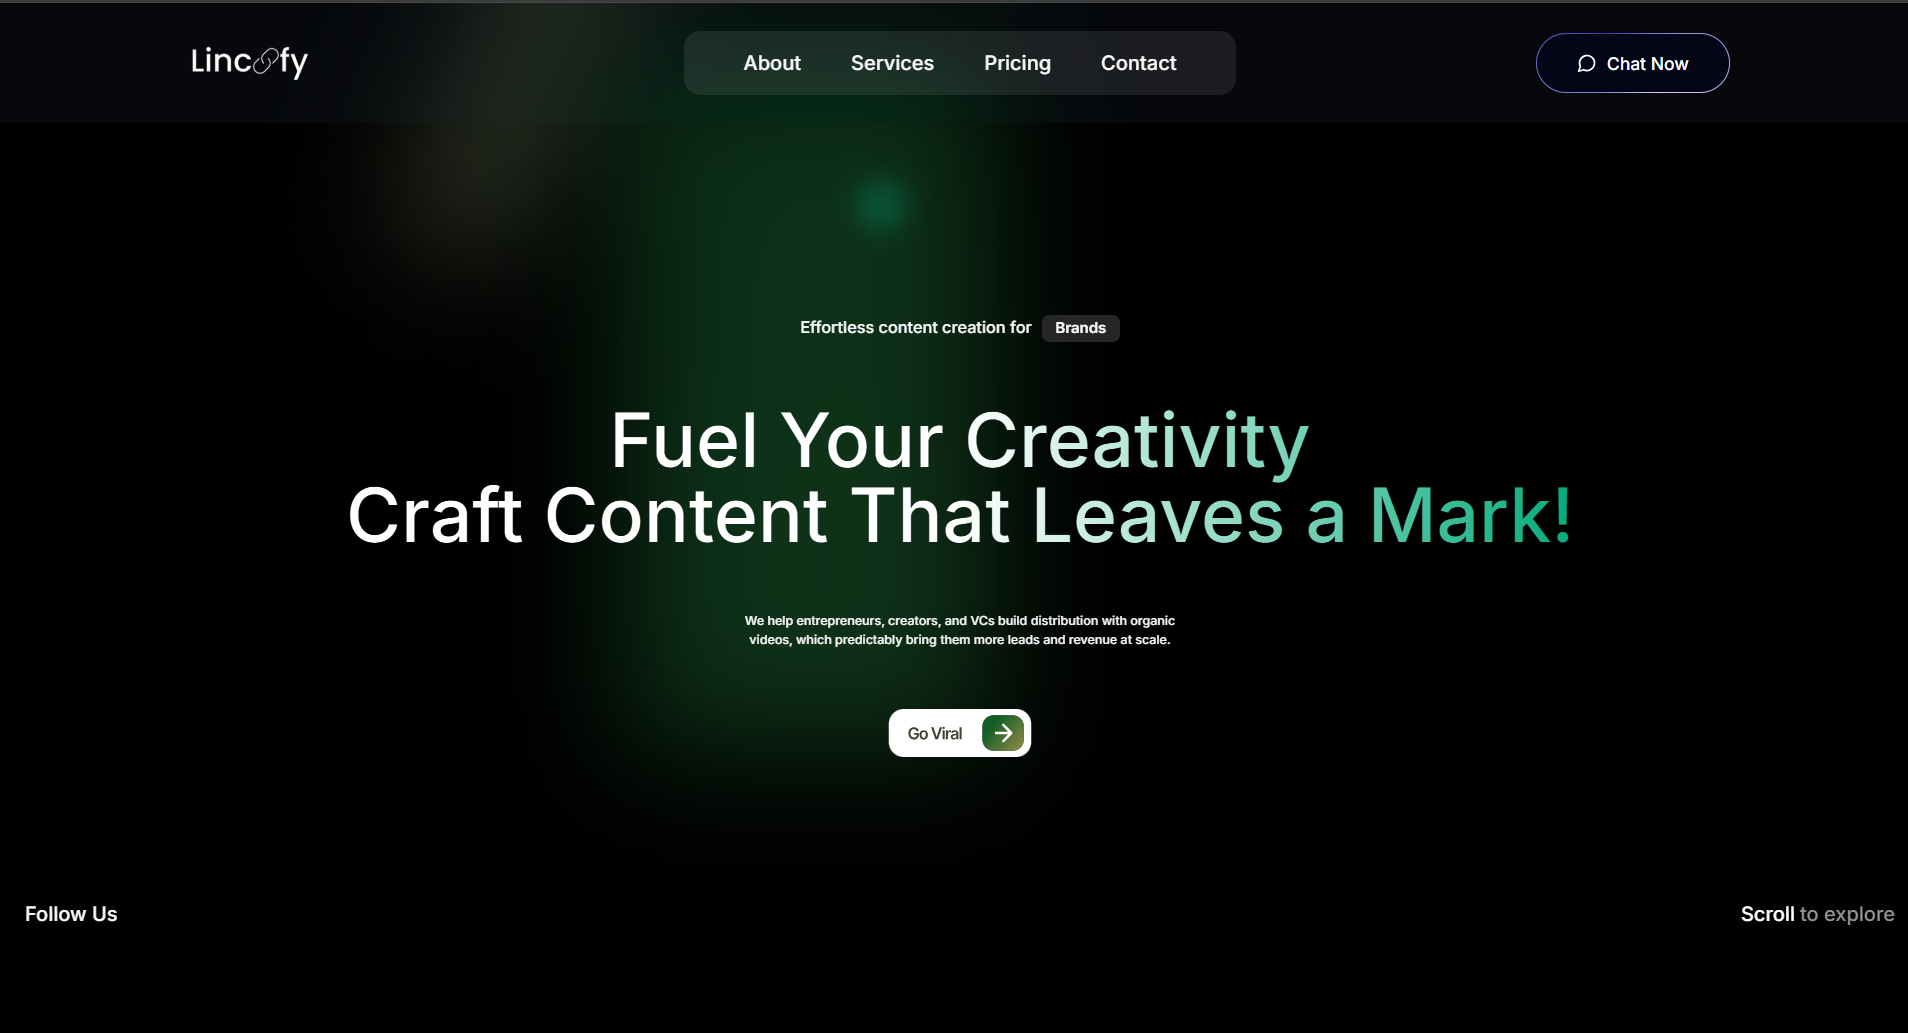 Lincofy
About Services Pricing Contact
Chat Now
Effortless content creation for Brands
Fuel Your Creativity
Craft Content That Leaves a Mark!
We help entrepreneurs, creators, and VCs build distribution with organic
videos, which predictably bring them more leads and revenue at scale.
Go Viral
Follow Us
Scroll to explore